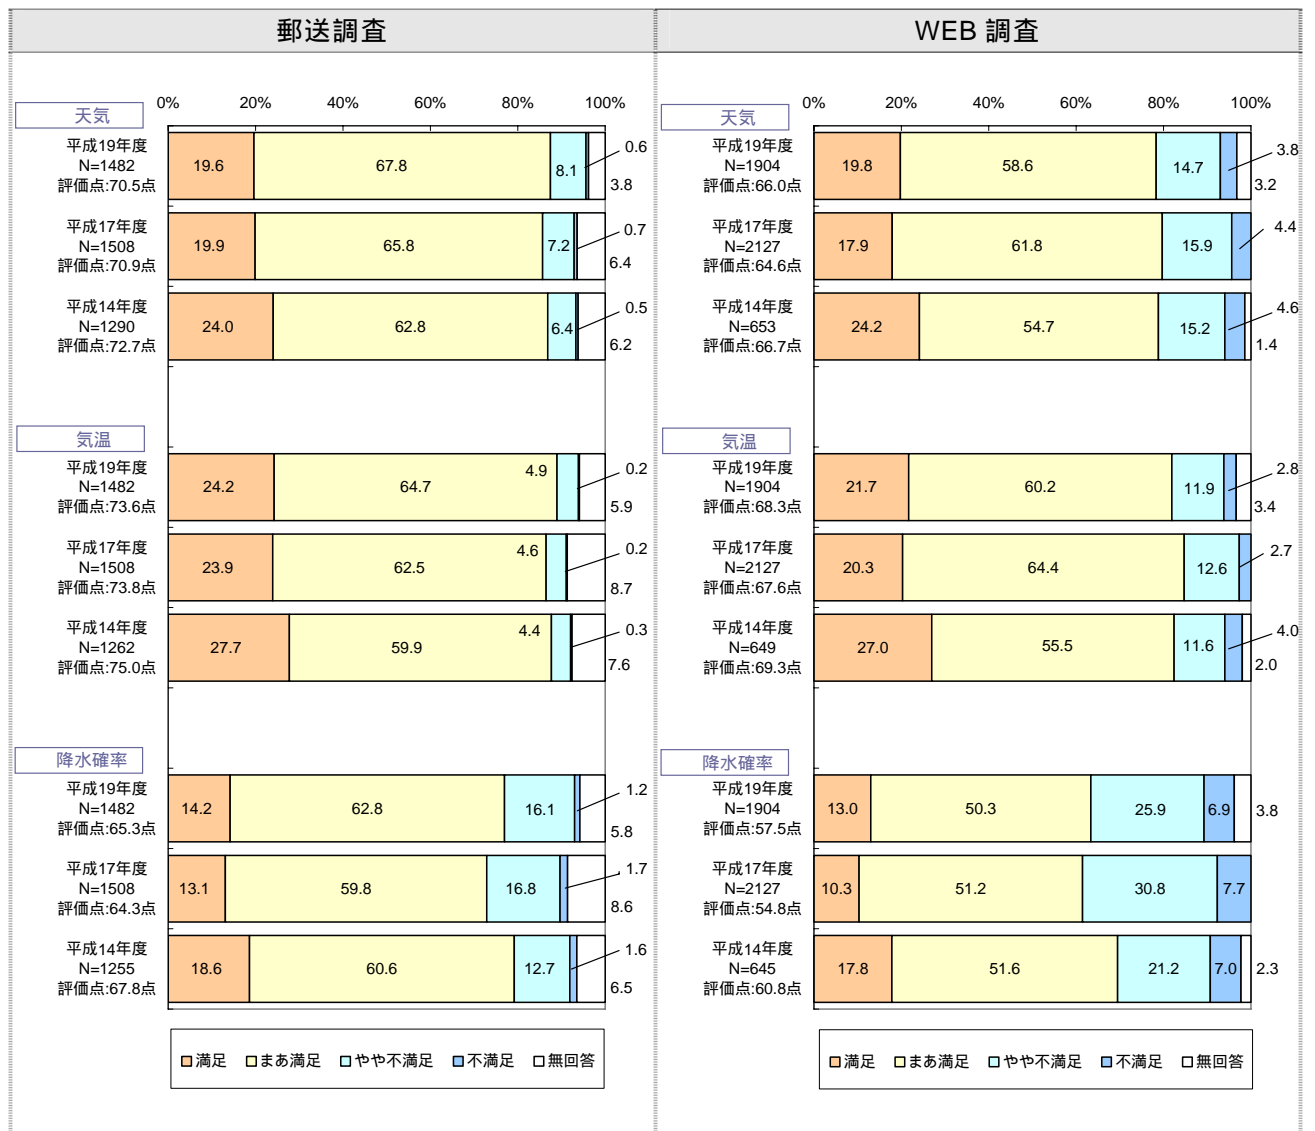 郵送調査
天気
0% 20% 40% 60% 80% 100%
平成19年度
N=1482
評価点:70.5点
19.6 67.8 8.1 0.6 3.8
平成17年度
N=1508
評価点:70.9点
19.9 65.8 7.2 0.7 6.4
平成14年度
N=1290
評価点:72.7点
24.0 62.8 6.4 0.5 6.2
気温
平成19年度
N=1482
評価点:73.6点
24.2 64.7 4.9 0.2 5.9
平成17年度
N=1508
評価点:73.8点
23.9 62.5 4.6 0.2 8.7
平成14年度
N=1262
評価点:75.0点
27.7 59.9 4.4 0.3 7.6
降水確率
平成19年度
N=1482
評価点:65.3点
14.2 62.8 16.1 1.2 5.8
平成17年度
N=1508
評価点:64.3点
13.1 59.8 16.8 1.7 8.6
平成14年度
N=1255
評価点:67.8点
18.6 60.6 12.7 1.6 6.5
満足 まあ満足 やや不満足 不満足 無回答
WEB 調査
天気
0% 20% 40% 60% 80% 100%
平成19年度
N=1904
評価点:66.0点
19.8 58.6 14.7 3.8 3.2
平成17年度
N=2127
評価点:64.6点
17.9 61.8 15.9 4.4
平成14年度
N=653
評価点:66.7点
24.2 54.7 15.2 4.6 1.4
気温
平成19年度
N=1904
評価点:68.3点
21.7 60.2 11.9 2.8 3.4
平成17年度
N=2127
評価点:67.6点
20.3 64.4 12.6 2.7
平成14年度
N=649
評価点:69.3点
27.0 55.5 11.6 4.0 2.0
降水確率
平成19年度
N=1904
評価点:57.5点
13.0 50.3 25.9 6.9 3.8
平成17年度
N=2127
評価点:54.8点
10.3 51.2 30.8 7.7
平成14年度
N=645
評価点:60.8点
17.8 51.6 21.2 7.0 2.3
満足 まあ満足 やや不満足 不満足 無回答